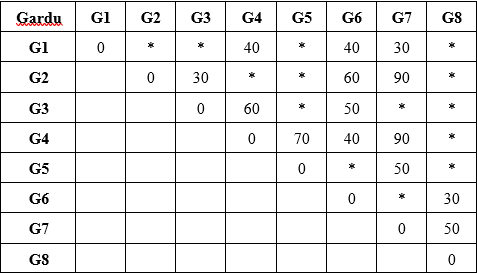 Gardu G1 G2 G3 G4 G5 G6 G7 G8
G1 0 * * 40 * 40 30 *
G2 0 30 * * 60 90 *
G3 0 60 * 50 * *
G4 0 70 40 90 *
G5 0 * 50 *
G6 0 * 30
G7 0 50
G8 0